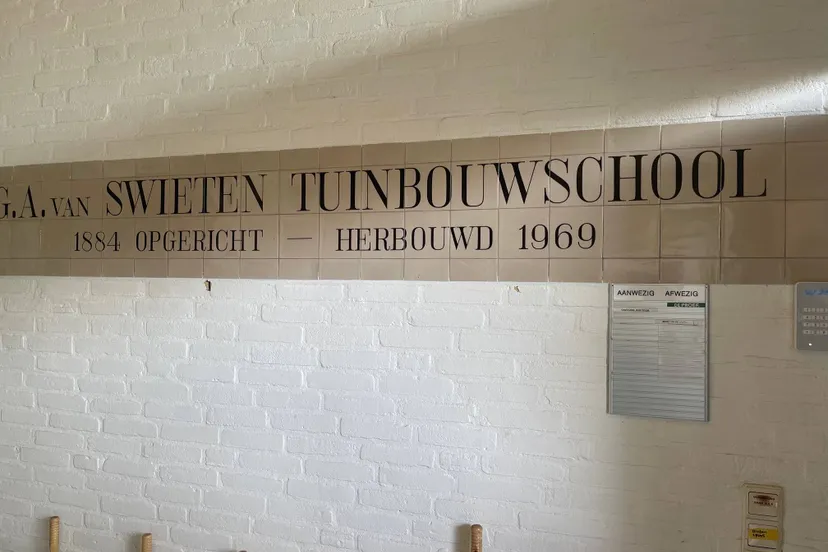 G.A. VAN SWIETEN TUINBOUWSCHOOL
1884 OPGERICHT — HERBOUWD 1969
AANWEZIG AFWEZIG